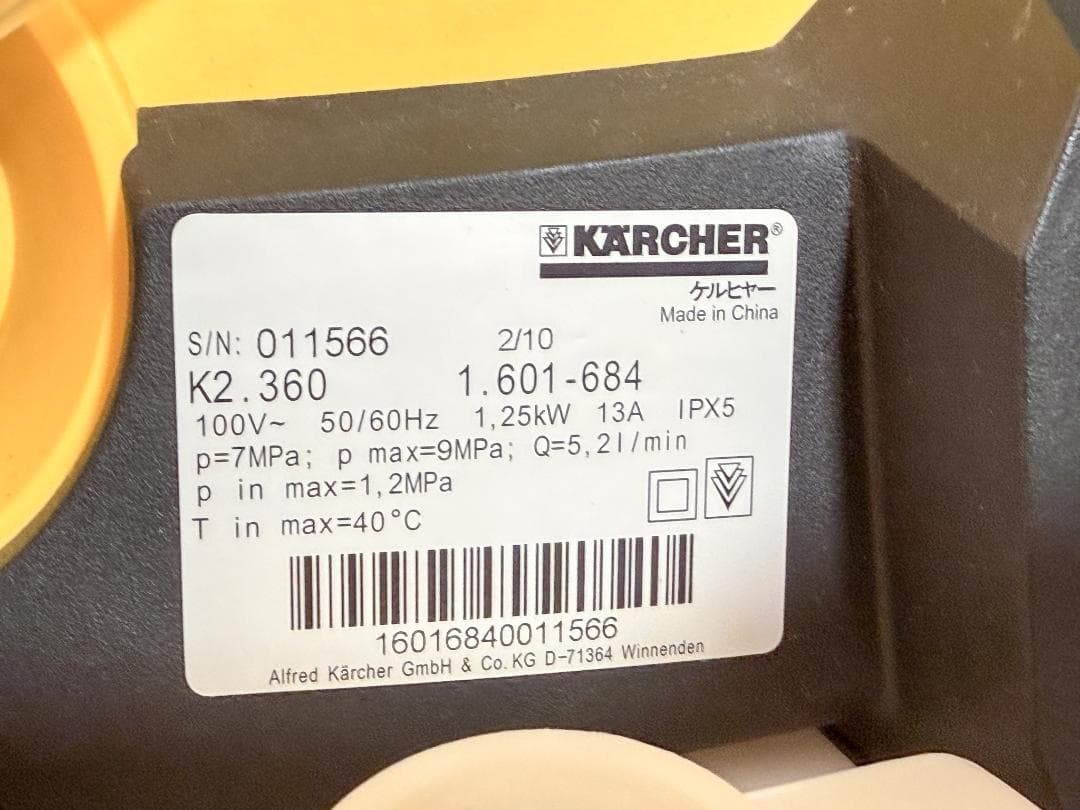 KÄRCHER®
ケルヒャー
Made in China
S/N: 011566 2/10
K2.360 1.601-684
100V~ 50/60Hz 1,25kW 13A IPX5
p=7MPa; p max=9MPa; Q=5,2l/min
p in max=1,2MPa
T in max=40°C
16016840011566
Alfred Kärcher GmbH & Co. KG D-71364 Winnenden